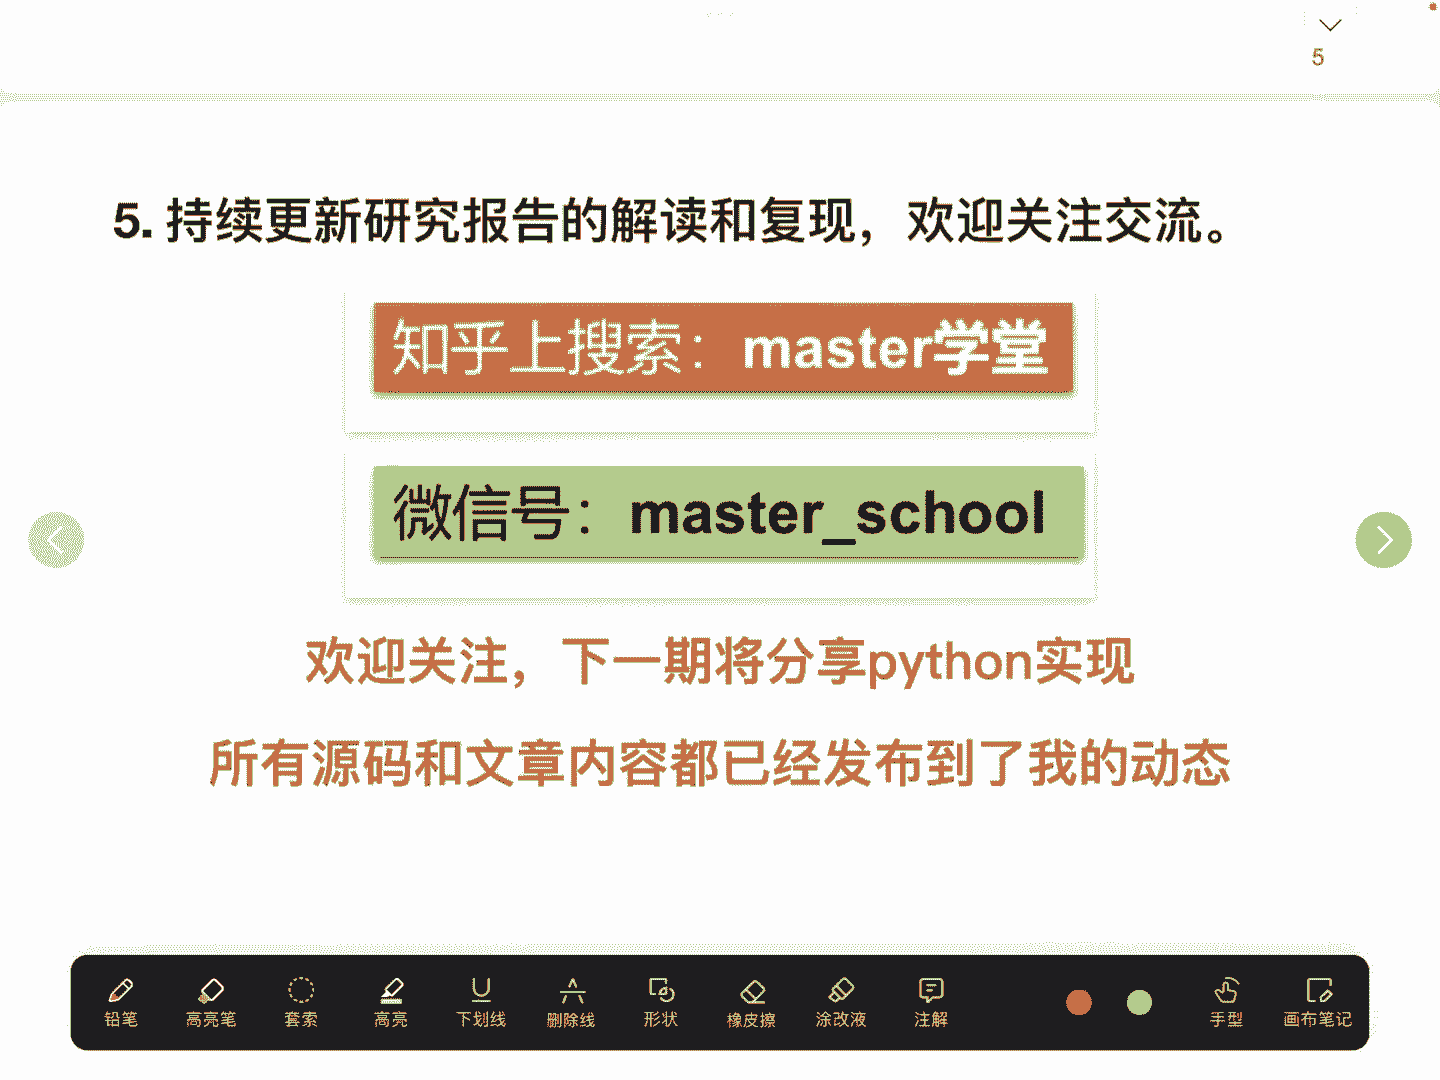 5
5. 持续更新研究报告的解读和复现，欢迎关注交流。
知乎上搜索：master学堂
微信号：master_school
欢迎关注，下一期将分享python实现
所有源码和文章内容都已经发布到了我的动态
铅笔 高亮笔 套索 高亮 下划线 删除线 形状 橡皮擦 涂改液 注解 手型 画布笔记